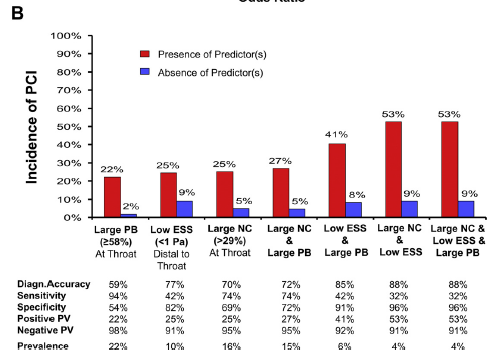 Odds Ratio
B
100%
90%
80%
70%
60%
50%
40%
30%
20%
10%
0%
Incidence of PCI
Presence of Predictor(s)
Absence of Predictor(s)
22% 2% 25% 9% 25% 5% 27% 5% 41% 8% 53% 9% 53% 9%
Large PB Low ESS Large NC Large NC Low ESS Large NC Large NC &
(≥58%) (<1 Pa) (>29%) & & & Low ESS &
At Throat Distal to At Throat Large PB Large PB Low ESS Large PB
Throat
Diagn.Accuracy 59% 77% 70% 72% 85% 88% 88%
Sensitivity 94% 42% 74% 74% 42% 32% 32%
Specificity 54% 82% 69% 72% 91% 96% 96%
Positive PV 22% 25% 25% 27% 41% 53% 53%
Negative PV 98% 91% 95% 95% 92% 91% 91%
Prevalence 22% 10% 16% 15% 6% 4% 4%